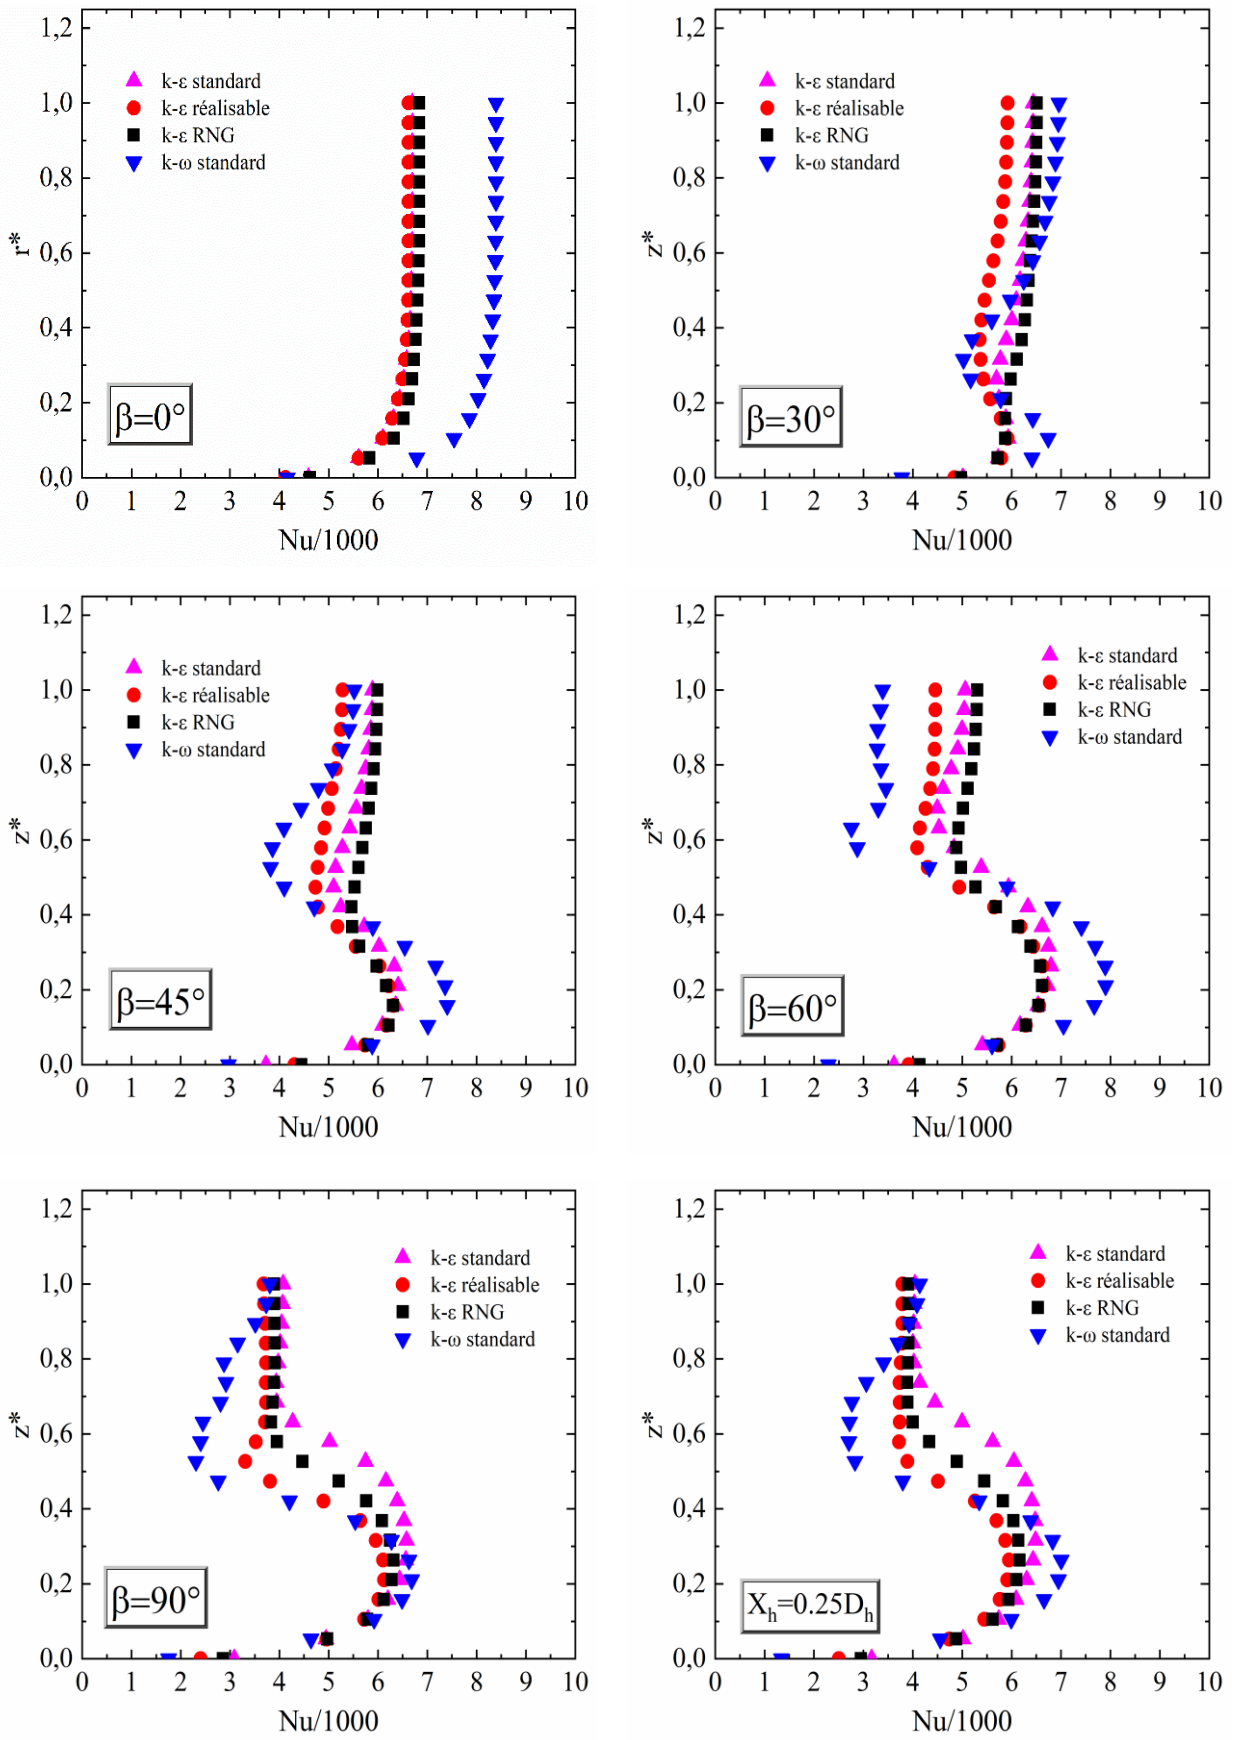 1,2
k-ε standard
1,0
k-ε réalisable
k-ε RNG
k-ω standard
0,8
r*
0,6
0,4
β=0°
0,2
0,0
0 1 2 3 4 5 6 7 8 9 10
Nu/1000
1,2
k-ε standard
1,0
k-ε réalisable
k-ε RNG
k-ω standard
0,8
z*
0,6
0,4
β=30°
0,2
0,0
0 1 2 3 4 5 6 7 8 9 10
Nu/1000
1,2
k-ε standard
1,0
k-ε réalisable
k-ε RNG
k-ω standard
0,8
z*
0,6
0,4
β=45°
0,2
0,0
0 1 2 3 4 5 6 7 8 9 10
Nu/1000
1,2
k-ε standard
1,0
k-ε réalisable
k-ε RNG
k-ω standard
0,8
z*
0,6
0,4
β=60°
0,2
0,0
0 1 2 3 4 5 6 7 8 9 10
Nu/1000
1,2
k-ε standard
1,0
k-ε réalisable
k-ε RNG
k-ω standard
0,8
z*
0,6
0,4
β=90°
0,2
0,0
0 1 2 3 4 5 6 7 8 9 10
Nu/1000
1,2
k-ε standard
1,0
k-ε réalisable
k-ε RNG
k-ω standard
0,8
z*
0,6
0,4
X_h=0.25D_h
0,2
0,0
0 1 2 3 4 5 6 7 8 9 10
Nu/1000